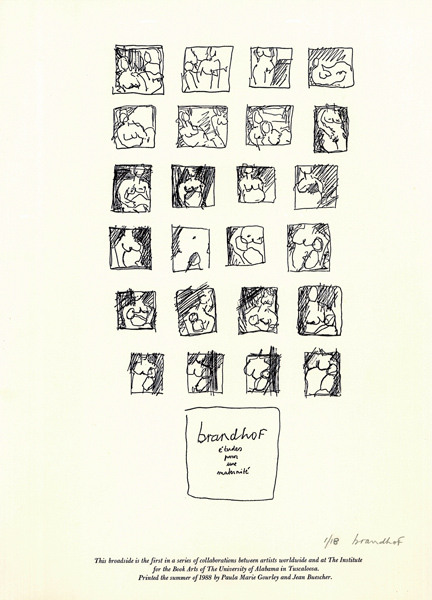 brandhof
études
pour
une
maternité
1/18 brandhof
This broadside is the first in a series of collaborations between artists worldwide and at The Institute
for the Book Arts of The University of Alabama in Tuscaloosa.
Printed the summer of 1988 by Paula Marie Gourley and Jean Buescher.